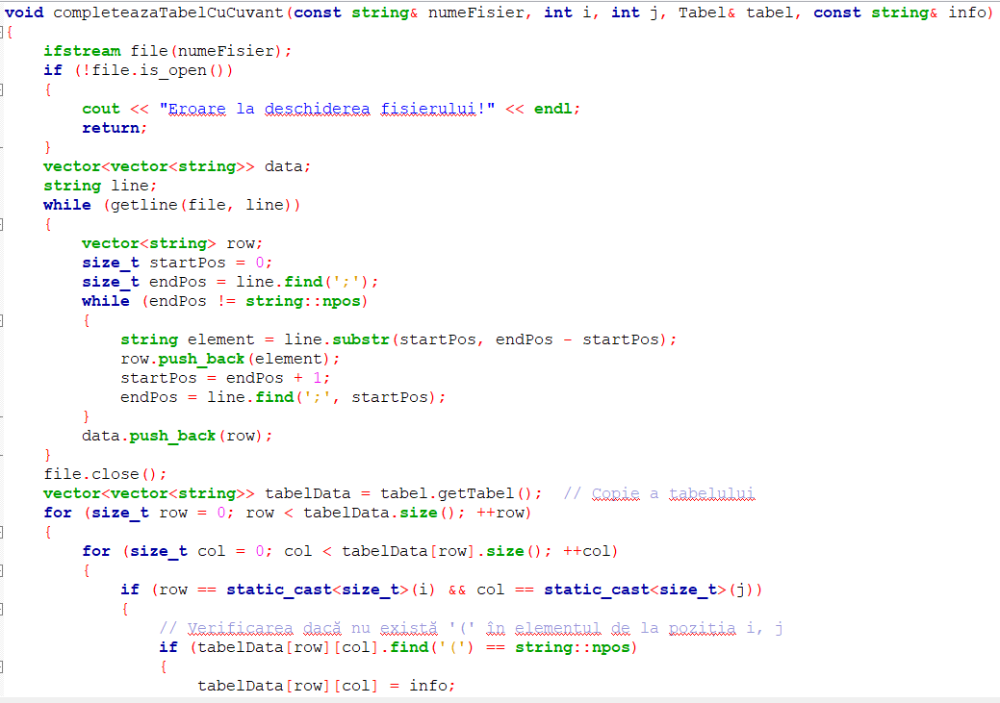 void completeazaTabelCuCuvant(const string& numeFisier, int i, int j, Tabel& tabel, const string& info)
{
    ifstream file(numeFisier);
    if (!file.is_open())
    {
        cout << "Eroare la deschiderea fisierului!" << endl;
        return;
    }
    vector<vector<string>> data;
    string line;
    while (getline(file, line))
    {
        vector<string> row;
        size_t startPos = 0;
        size_t endPos = line.find(';');
        while (endPos != string::npos)
        {
            string element = line.substr(startPos, endPos - startPos);
            row.push_back(element);
            startPos = endPos + 1;
            endPos = line.find(';', startPos);
        }
        data.push_back(row);
    }
    file.close();
    vector<vector<string>> tabelData = tabel.getTabel();  // Copie a tabelului
    for (size_t row = 0; row < tabelData.size(); ++row)
    {
        for (size_t col = 0; col < tabelData[row].size(); ++col)
        {
            if (row == static_cast<size_t>(i) && col == static_cast<size_t>(j))
            {
                // Verificarea dacă nu există '(' în elementul de la poziția i, j
                if (tabelData[row][col].find('(') == string::npos)
                {
                    tabelData[row][col] = info;